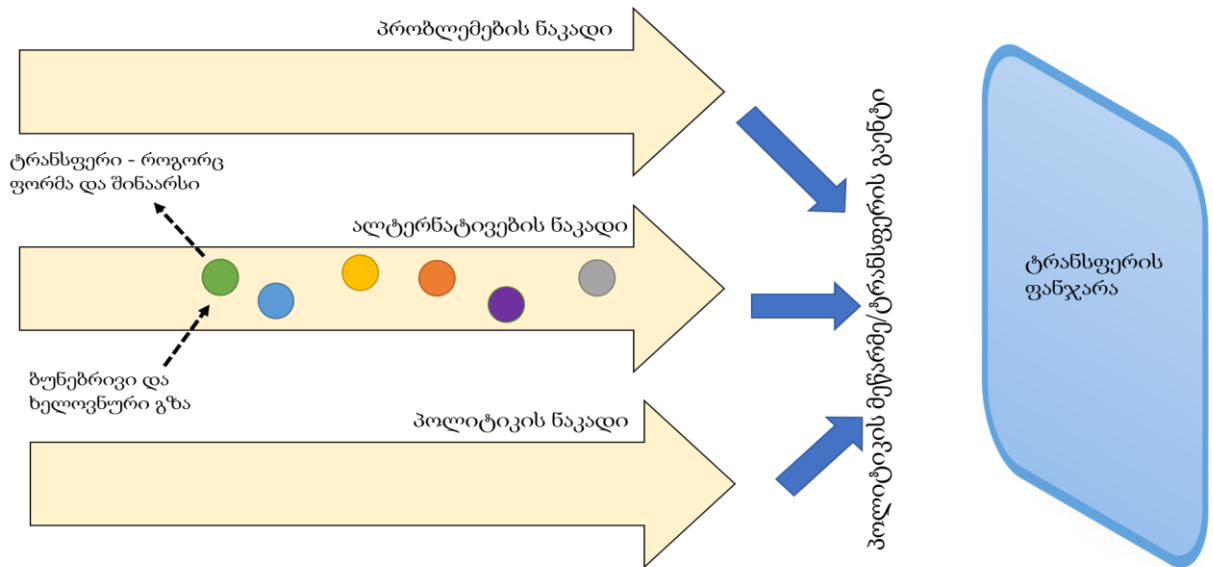 პრობლემების ნაკადი
ტრანსფერი - როგორც
ფორმა და შინაარსი
ალტერნატივების ნაკადი
ბუნებრივი და
ხელოვნური გზა
პოლიტიკის ნაკადი
პოლიტიკის მეწარმე/ტრანსფერის გაენტი
ტრანსფერის
ფანჯარა